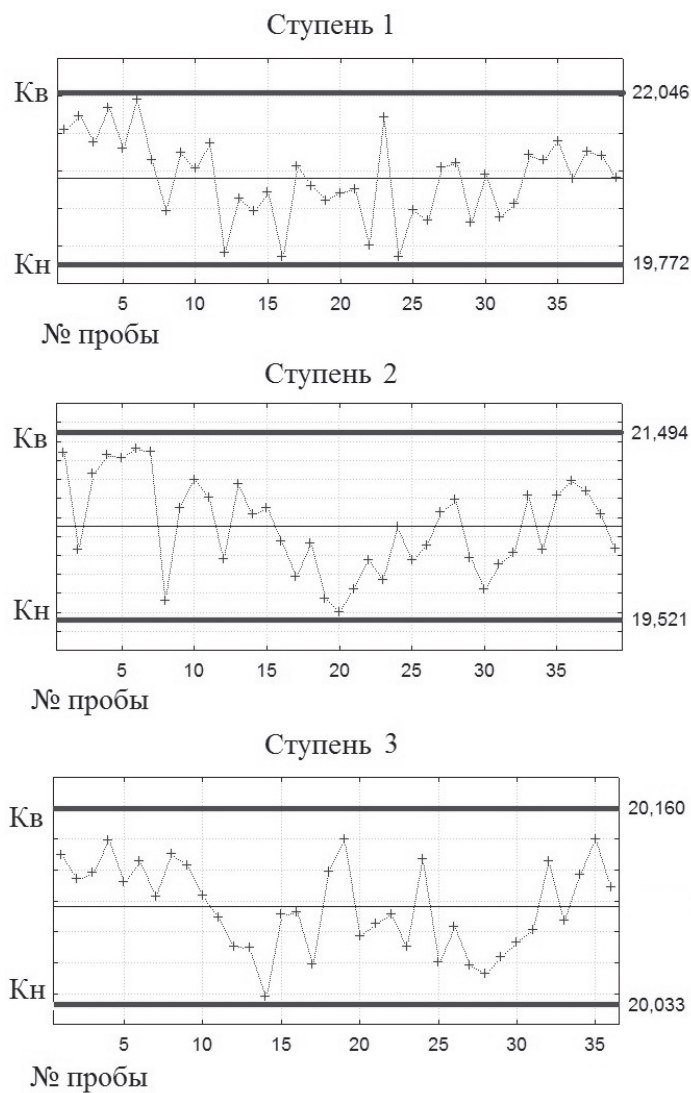 Ступень 1
Кв 22,046
Кн 19,772
5 10 15 20 25 30 35
№ пробы
Ступень 2
Кв 21,494
Кн 19,521
5 10 15 20 25 30 35
№ пробы
Ступень 3
Кв 20,160
Кн 20,033
5 10 15 20 25 30 35
№ пробы